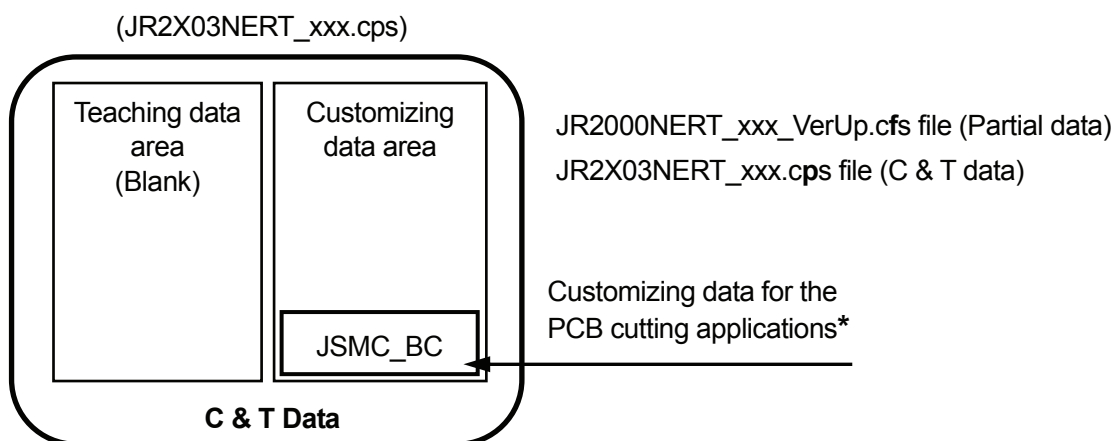 (JR2X03NERT_xxx.cps)
Teaching data
area
(Blank)
Customizing
data area
JSMC_BC
C & T Data
JR2000NERT_xxx_VerUp.cfs file (Partial data)
JR2X03NERT_xxx.cps file (C & T data)
Customizing data for the
PCB cutting applications*